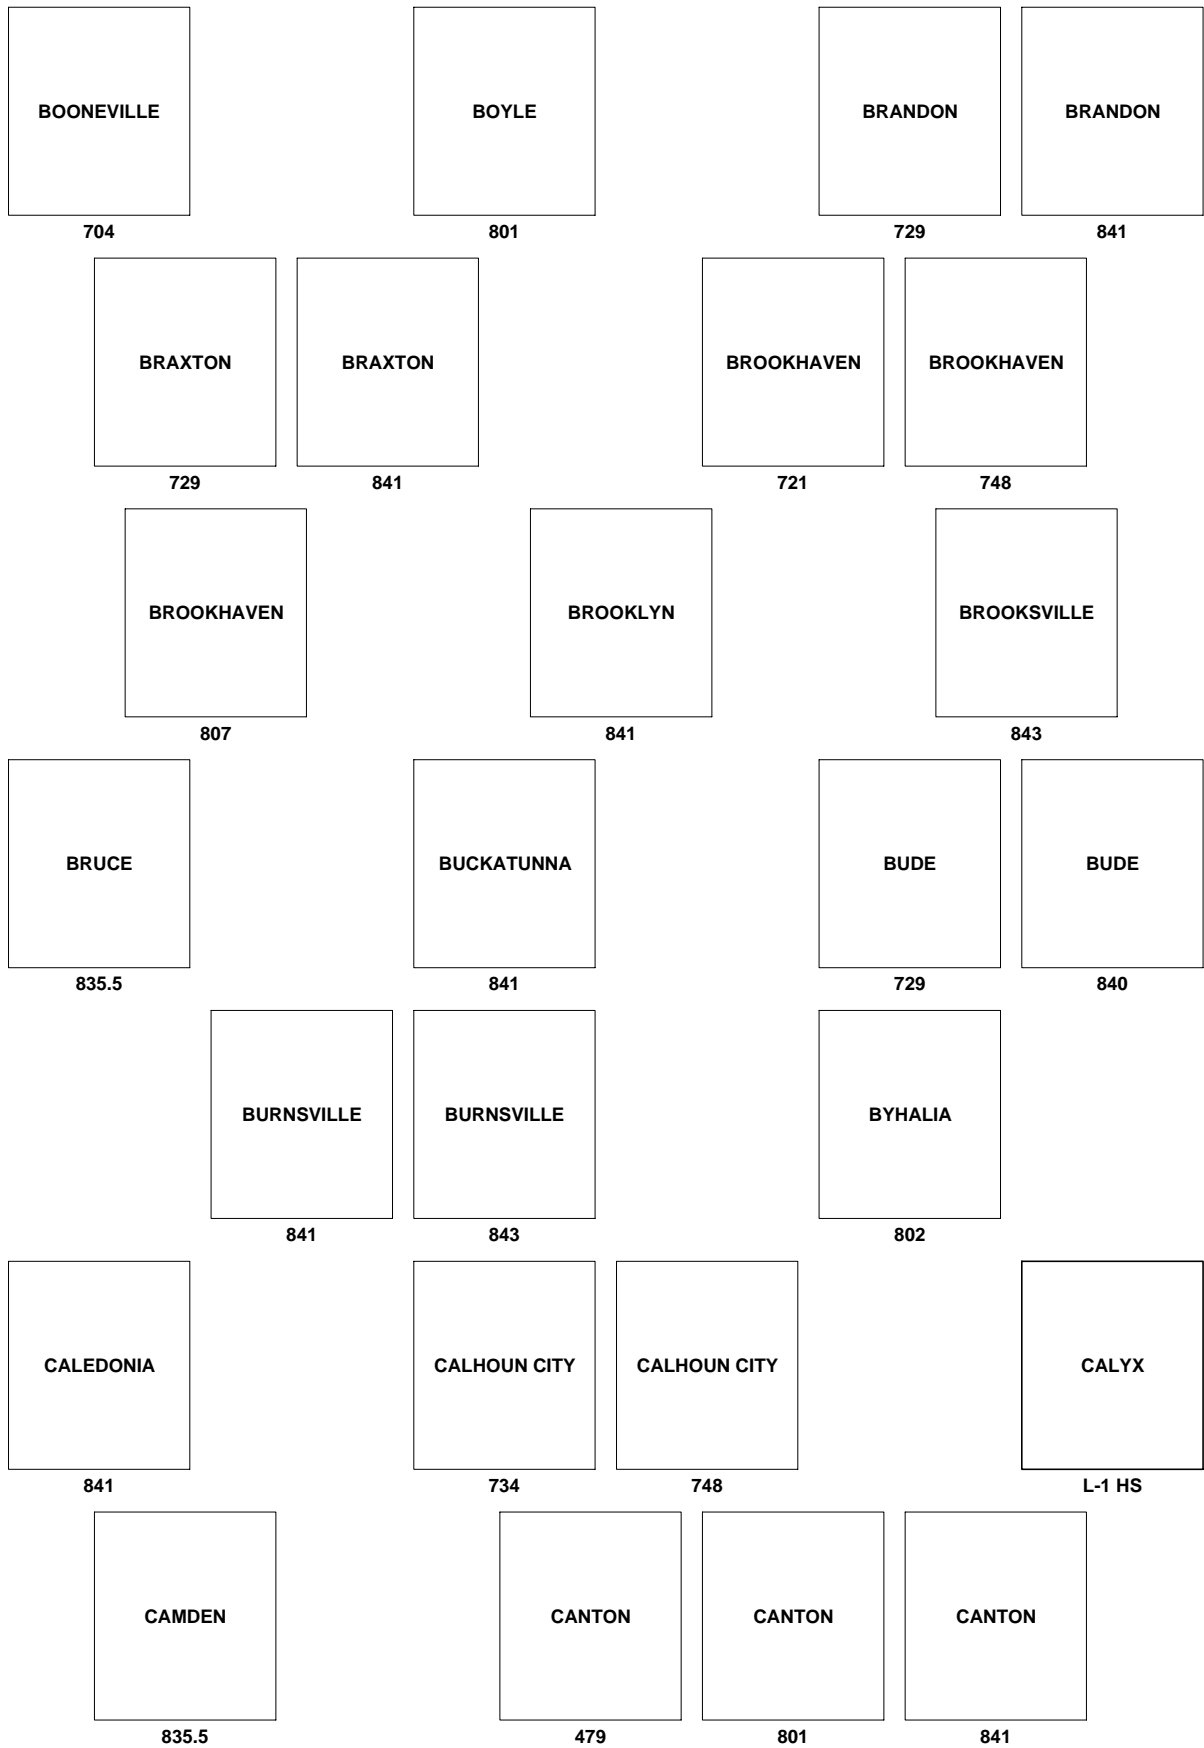 BOONEVILLE BOYLE BRANDON BRANDON
704 801 729 841
BRAXTON BRAXTON BROOKHAVEN BROOKHAVEN
729 841 721 748
BROOKHAVEN BROOKLYN BROOKSVILLE
807 841 843
BRUCE BUCKATUNNA BUDE BUDE
835.5 841 729 840
BURNSVILLE BURNSVILLE BYHALIA
841 843 802
CALEDONIA CALHOUN CITY CALHOUN CITY CALYX
841 734 748 L-1 HS
CAMDEN CANTON CANTON CANTON
835.5 479 801 841